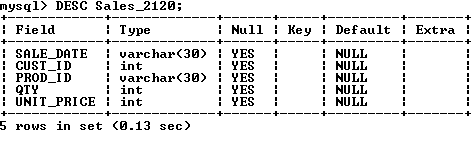 mysql> DESC Sales_2120;
+------------+-------------+------+-----+---------+-------+
| Field      | Type        | Null | Key | Default | Extra |
+------------+-------------+------+-----+---------+-------+
| SALE_DATE  | varchar(30) | YES  |     | NULL    |       |
| CUST_ID    | int         | YES  |     | NULL    |       |
| PROD_ID    | varchar(30) | YES  |     | NULL    |       |
| QTY        | int         | YES  |     | NULL    |       |
| UNIT_PRICE | int         | YES  |     | NULL    |       |
+------------+-------------+------+-----+---------+-------+
5 rows in set (0.13 sec)